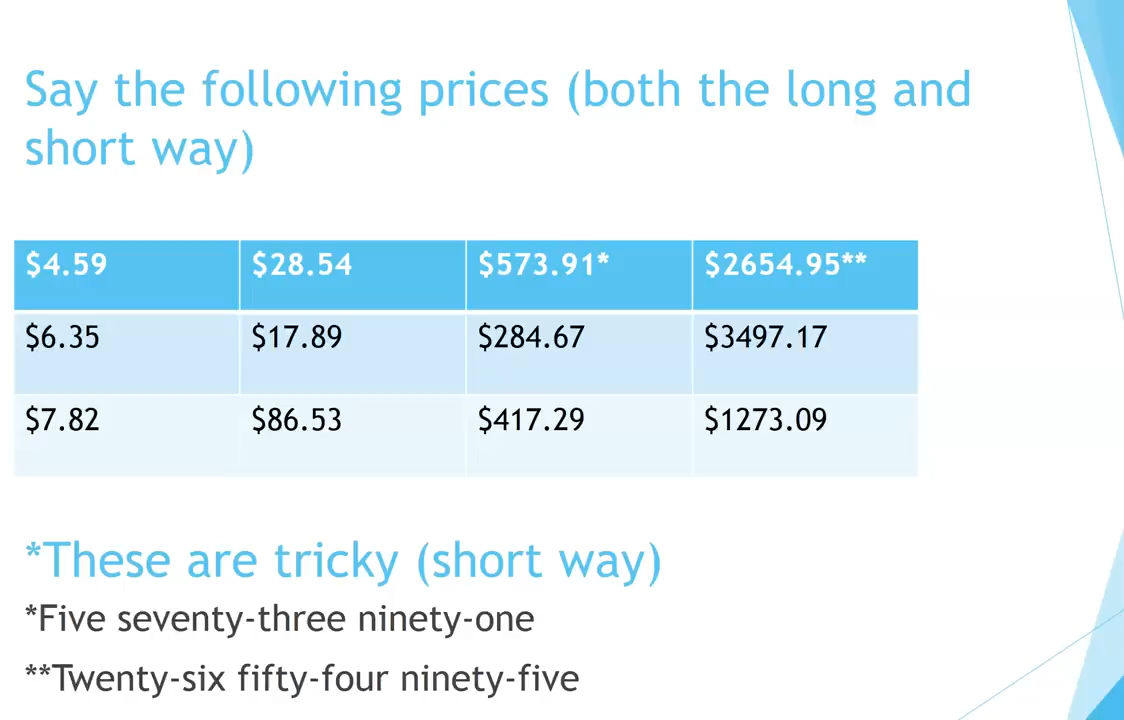 Say the following prices (both the long and
short way)
$4.59 $28.54 $573.91* $2654.95**
$6.35 $17.89 $284.67 $3497.17
$7.82 $86.53 $417.29 $1273.09
*These are tricky (short way)
*Five seventy-three ninety-one
**Twenty-six fifty-four ninety-five